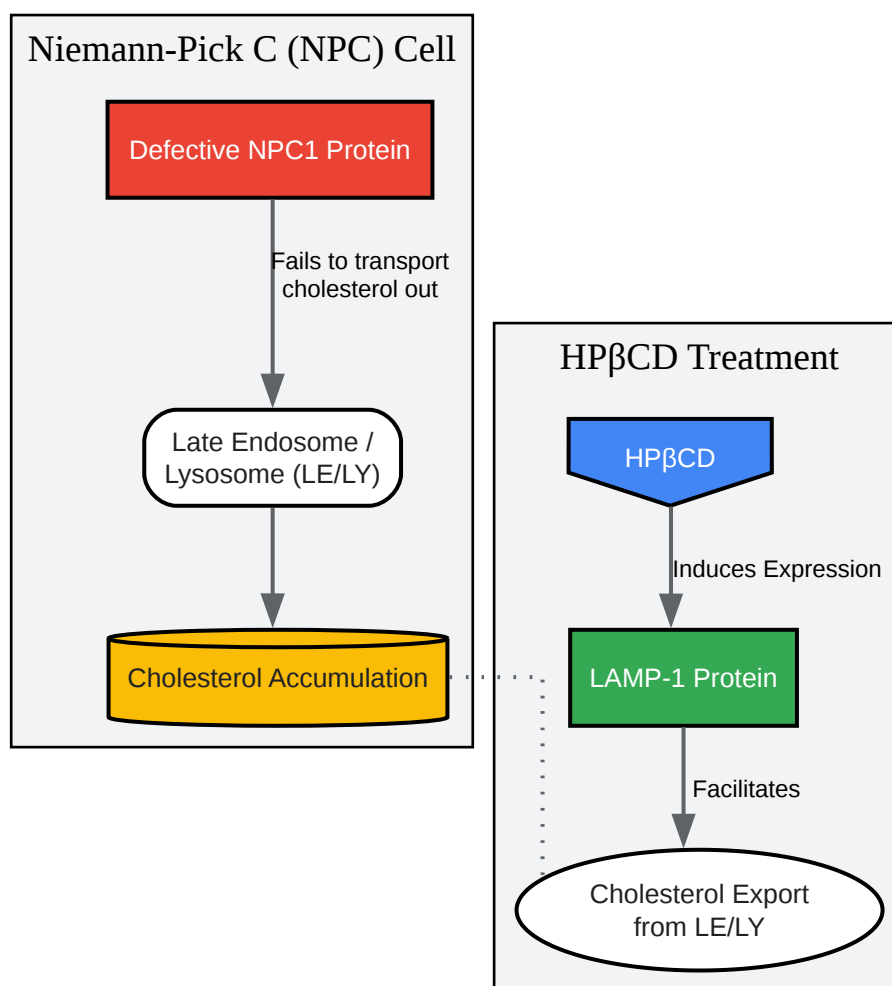 Niemann-Pick C (NPC) Cell
Defective NPC1 Protein
Fails to transport
cholesterol out
Late Endosome /
Lysosome (LE/LY)
Cholesterol Accumulation
HPβCD Treatment
HPβCD
Induces Expression
LAMP-1 Protein
Facilitates
Cholesterol Export
from LE/LY